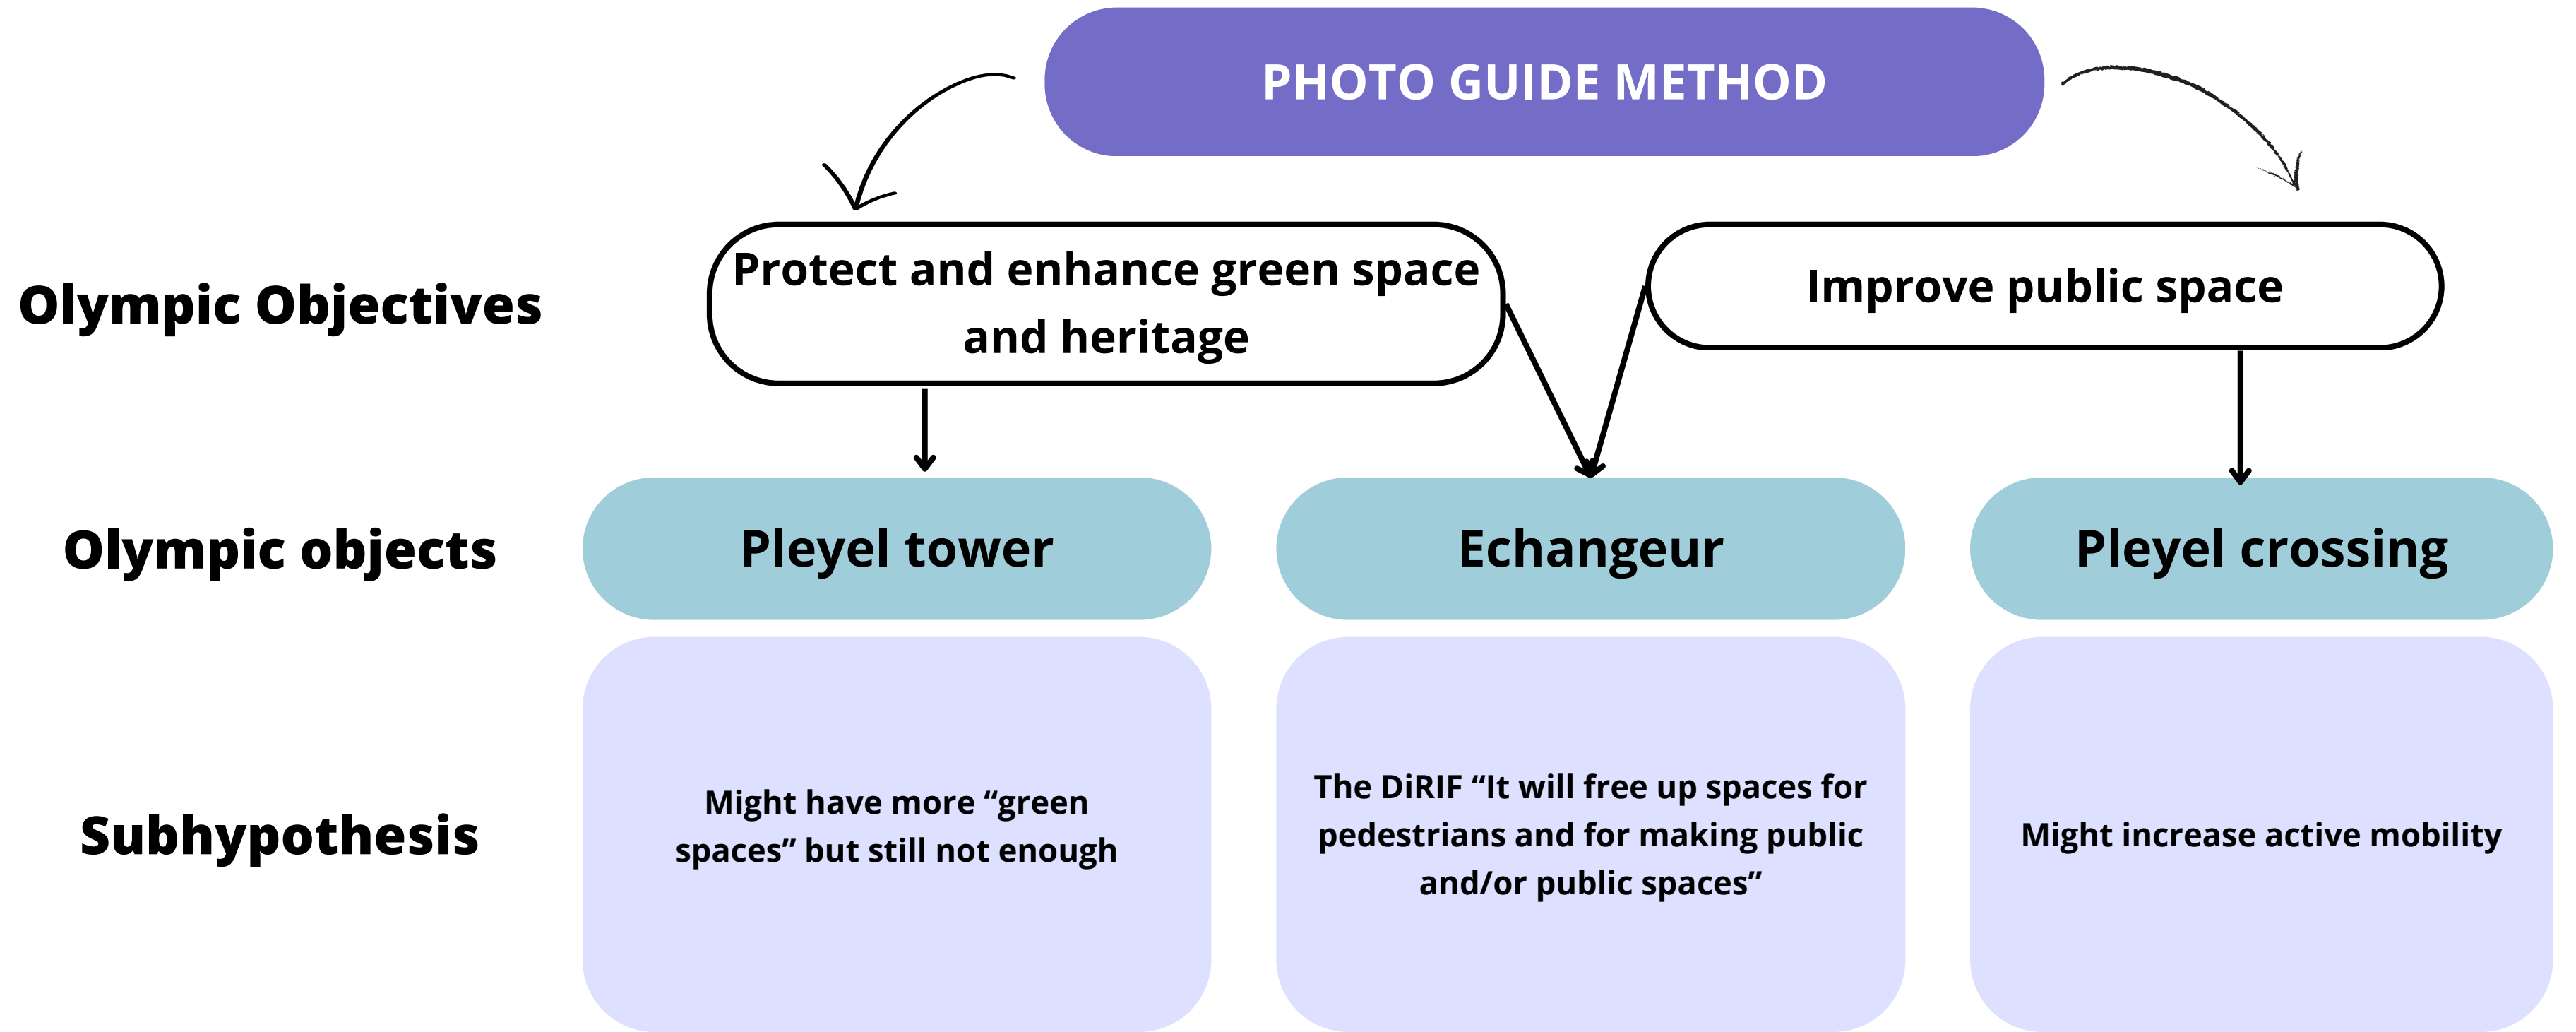 PHOTO GUIDE METHOD
Olympic Objectives
Protect and enhance green space
and heritage
Improve public space
Olympic objects
Pleyel tower
Echangeur
Pleyel crossing
Subhypothesis
Might have more “green
spaces” but still not enough
The DiRIF “It will free up spaces for
pedestrians and for making public
and/or public spaces”
Might increase active mobility